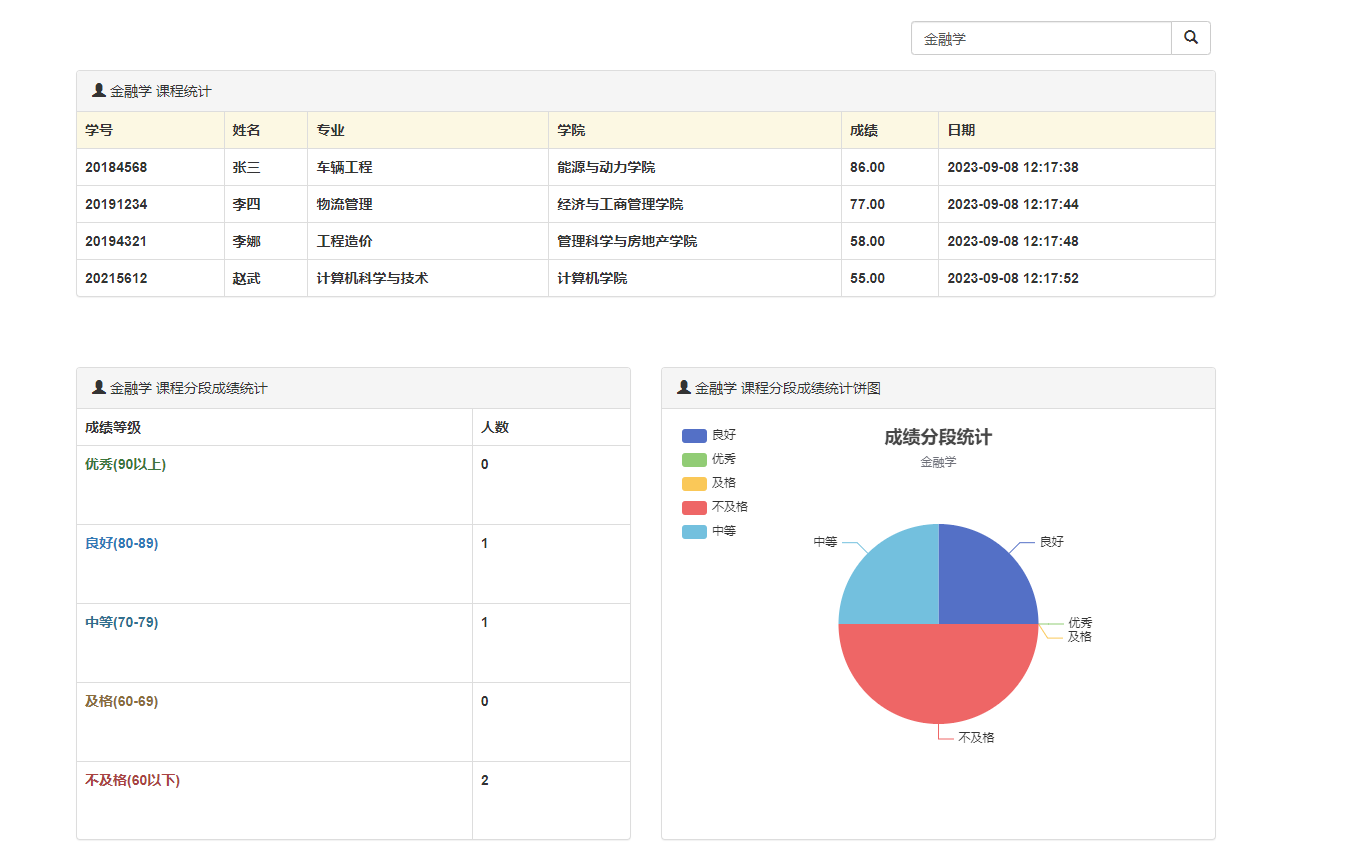 金融学
金融学 课程统计
学号 姓名 专业 学院 成绩 日期
20184568 张三 车辆工程 能源与动力学院 86.00 2023-09-08 12:17:38
20191234 李四 物流管理 经济与工商管理学院 77.00 2023-09-08 12:17:44
20194321 李娜 工程造价 管理科学与房地产学院 58.00 2023-09-08 12:17:48
20215612 赵武 计算机科学与技术 计算机学院 55.00 2023-09-08 12:17:52
金融学 课程分段成绩统计
成绩等级 人数
优秀(90以上) 0
良好(80-89) 1
中等(70-79) 1
及格(60-69) 0
不及格(60以下) 2
金融学 课程分段成绩统计饼图
成绩分段统计
金融学
良好
优秀
及格
不及格
中等
中等
良好
优秀
及格
不及格